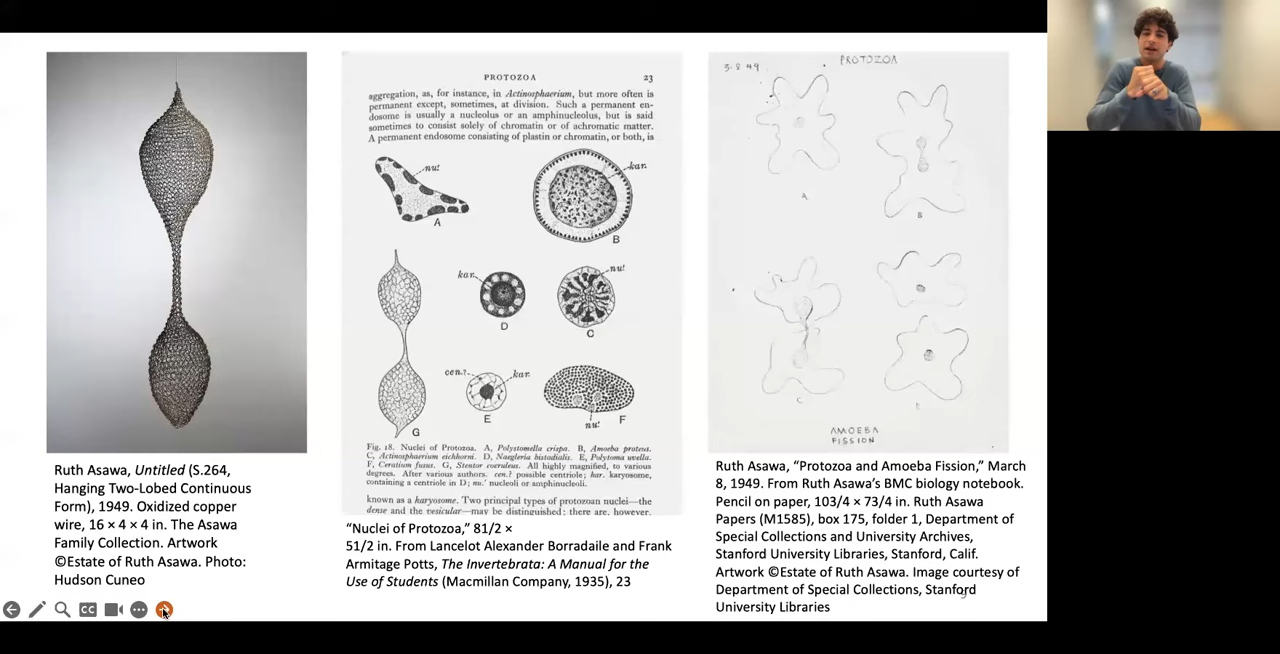 PROTOZOA 23
aggregation, as, for instance, in Actinosphaerium, but more often is
permanent except, sometimes, at division. Such a permanent en-
dosome is usually a nucleolus or an amphinucleolus, but is said
sometimes to consist solely of chromatin or of achromatic matter.
A permanent endosome consisting of plastin or chromatin, or both, is
nu!
A
kar.
B
kar.
D
nu!
C
G
cen.?
kar.
E
nu!
F
Fig. 18. Nuclei of Protozoa. A, Polystomella crispa. B, Amoeba proteus.
C, Actinosphaerium eichhorni. D, Naegleria bistadialis. E, Polytoma uvella.
F, Ceratium fusus. G, Stentor coeruleus. All highly magnified, to various
degrees. After various authors. cen.? possible centriole; kar. karyosome,
containing a centriole in D; nu.' nucleoli or amphinucleoli.
known as a karyosome. Two principal types of protozoan nuclei—the
dense and the vesicular—may be distinguished: there are, however,
3. 8 49
PROTOZOA
A
B
C
AMOEBA
FISSION
Ruth Asawa, Untitled (S.264,
Hanging Two-Lobed Continuous
Form), 1949. Oxidized copper
wire, 16 × 4 × 4 in. The Asawa
Family Collection. Artwork
©Estate of Ruth Asawa. Photo:
Hudson Cuneo
“Nuclei of Protozoa,” 81/2 ×
51/2 in. From Lancelot Alexander Borradaile and Frank
Armitage Potts, The Invertebrata: A Manual for the
Use of Students (Macmillan Company, 1935), 23
Ruth Asawa, “Protozoa and Amoeba Fission,” March
8, 1949. From Ruth Asawa’s BMC biology notebook.
Pencil on paper, 103/4 × 73/4 in. Ruth Asawa
Papers (M1585), box 175, folder 1, Department of
Special Collections and University Archives,
Stanford University Libraries, Stanford, Calif.
Artwork ©Estate of Ruth Asawa. Image courtesy of
Department of Special Collections, Stanford
University Libraries
CC